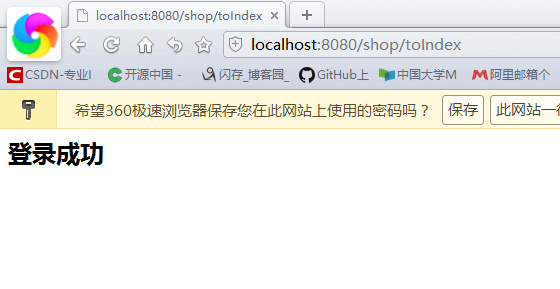 localhost:8080/shop/toIndex
localhost:8080/shop/toIndex
CSDN-专业I 开源中国 - 闪存_博客园_ GitHub上 中国大学M 阿里邮箱个
希望360极速浏览器保存您在此网站上使用的密码吗？ 保存 此网站一
登录成功